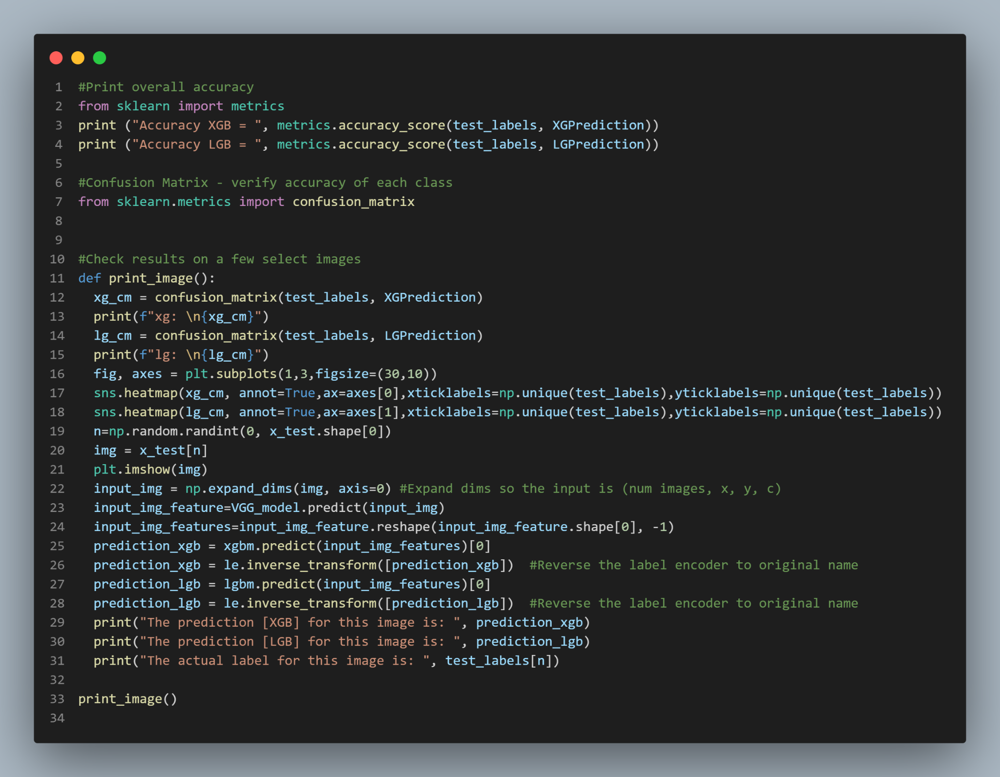 1 #Print overall accuracy
2 from sklearn import metrics
3 print ("Accuracy XGB = ", metrics.accuracy_score(test_labels, XGPrediction))
4 print ("Accuracy LGB = ", metrics.accuracy_score(test_labels, LGPrediction))
5
6 #Confusion Matrix - verify accuracy of each class
7 from sklearn.metrics import confusion_matrix
8
9
10 #Check results on a few select images
11 def print_image():
12   xg_cm = confusion_matrix(test_labels, XGPrediction)
13   print(f"xg: \n{xg_cm}")
14   lg_cm = confusion_matrix(test_labels, LGPrediction)
15   print(f"lg: \n{lg_cm}")
16   fig, axes = plt.subplots(1,3,figsize=(30,10))
17   sns.heatmap(xg_cm, annot=True,ax=axes[0],xticklabels=np.unique(test_labels),yticklabels=np.unique(test_labels))
18   sns.heatmap(lg_cm, annot=True,ax=axes[1],xticklabels=np.unique(test_labels),yticklabels=np.unique(test_labels))
19   n=np.random.randint(0, x_test.shape[0])
20   img = x_test[n]
21   plt.imshow(img)
22   input_img = np.expand_dims(img, axis=0) #Expand dims so the input is (num images, x, y, c)
23   input_img_feature=VGG_model.predict(input_img)
24   input_img_features=input_img_feature.reshape(input_img_feature.shape[0], -1)
25   prediction_xgb = xgbm.predict(input_img_features)[0]
26   prediction_xgb = le.inverse_transform([prediction_xgb])  #Reverse the label encoder to original name
27   prediction_lgb = lgbm.predict(input_img_features)[0]
28   prediction_lgb = le.inverse_transform([prediction_lgb])  #Reverse the label encoder to original name
29   print("The prediction [XGB] for this image is: ", prediction_xgb)
30   print("The prediction [LGB] for this image is: ", prediction_lgb)
31   print("The actual label for this image is: ", test_labels[n])
32
33 print_image()
34